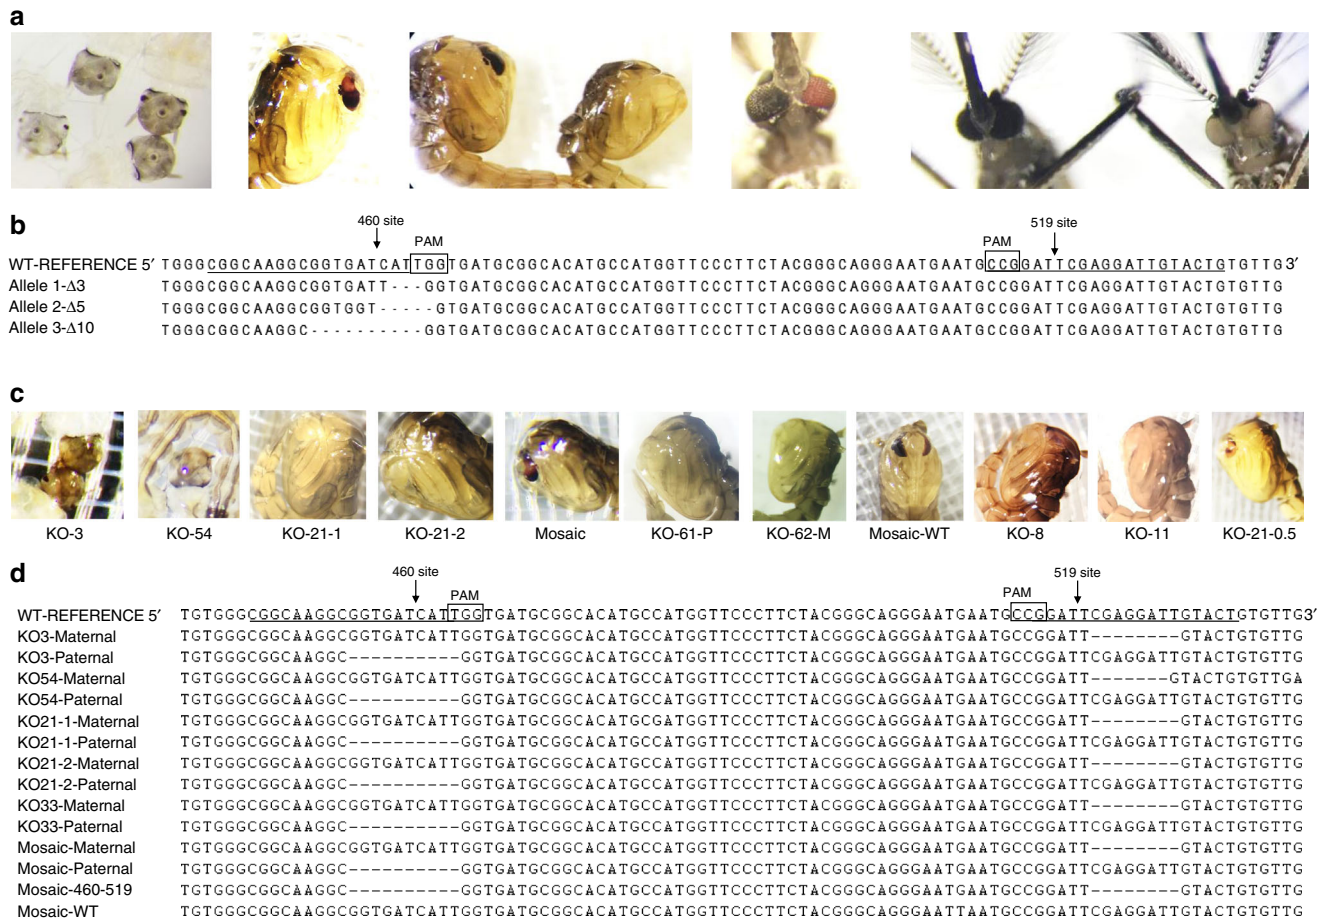 a
b
460 site
519 site
PAM
PAM
WT-REFERENCE 5′ TGGGCGGCAAGGCGGTGATCATTGGTGATGCGGCACATGCCATGGTTCCCTTCTACGGGCAGGGAATGAATGCCGGATTCGAGGATTGTACTGTGTTG 3′
Allele 1-Δ3 TGGGCGGCAAGGCGGTGATT---GGTGATGCGGCACATGCCATGGTTCCCTTCTACGGGCAGGGAATGAATGCCGGATTCGAGGATTGTACTGTGTTG
Allele 2-Δ5 TGGGCGGCAAGGCGGTGGT-----GTGATGCGGCACATGCCATGGTTCCCTTCTACGGGCAGGGAATGAATGCCGGATTCGAGGATTGTACTGTGTTG
Allele 3-Δ10 TGGGCGGCAAGGC----------GGTGATGCGGCACATGCCATGGTTCCCTTCTACGGGCAGGGAATGAATGCCGGATTCGAGGATTGTACTGTGTTG
c
KO-3 KO-54 KO-21-1 KO-21-2 Mosaic KO-61-P KO-62-M Mosaic-WT KO-8 KO-11 KO-21-0.5
d
460 site
519 site
PAM
PAM
WT-REFERENCE 5′ TGTGGGCGGCAAGGCGGTGATCATTGGTGATGCGGCACATGCCATGGTTCCCTTCTACGGGCAGGGAATGAATGCCGGATTCGAGGATTGTACTGTGTTG3′
KO3-Maternal TGTGGGCGGCAAGGCGGTGATCATTGGTGATGCGGCACATGCCATGGTTCCCTTCTACGGGCAGGGAATGAATGCCGGATT--------GTACTGTGTTG
KO3-Paternal TGTGGGCGGCAAGGC----------GGTGATGCGGCACATGCCATGGTTCCCTTCTACGGGCAGGGAATGAATGCCGGATTCGAGGATTGTACTGTGTTG
KO54-Maternal TGTGGGCGGCAAGGCGGTGATCATTGGTGATGCGGCACATGCCATGGTTCCCTTCTACGGGCAGGGAATGAATGCCGGATT-------GTACTGTGTTGA
KO54-Paternal TGTGGGCGGCAAGGC----------GGTGATGCGGCACATGCCATGGTTCCCTTCTACGGGCAGGGAATGAATGCCGGATTCGAGGATTGTACTGTGTTG
KO21-1-Maternal TGTGGGCGGCAAGGCGGTGATCATTGGTGATGCGGCACATGCCATGGTTCCCTTCTACGGGCAGGGAATGAATGCCGGATT--------GTACTGTGTTG
KO21-1-Paternal TGTGGGCGGCAAGGC----------GGTGATGCGGCACATGCCATGGTTCCCTTCTACGGGCAGGGAATGAATGCCGGATTCGAGGATTGTACTGTGTTG
KO21-2-Maternal TGTGGGCGGCAAGGCGGTGATCATTGGTGATGCGGCACATGCCATGGTTCCCTTCTACGGGCAGGGAATGAATGCCGGATT--------GTACTGTGTTG
KO21-2-Paternal TGTGGGCGGCAAGGC----------GGTGATGCGGCACATGCCATGGTTCCCTTCTACGGGCAGGGAATGAATGCCGGATTCGAGGATTGTACTGTGTTG
KO33-Maternal TGTGGGCGGCAAGGCGGTGATCATTGGTGATGCGGCACATGCCATGGTTCCCTTCTACGGGCAGGGAATGAATGCCGGATT--------GTACTGTGTTG
KO33-Paternal TGTGGGCGGCAAGGC----------GGTGATGCGGCACATGCCATGGTTCCCTTCTACGGGCAGGGAATGAATGCCGGATTCGAGGATTGTACTGTGTTG
Mosaic-Maternal TGTGGGCGGCAAGGCGGTGATCATTGGTGATGCGGCACATGCCATGGTTCCCTTCTACGGGCAGGGAATGAATGCCGGATT--------GTACTGTGTTG
Mosaic-Paternal TGTGGGCGGCAAGGC----------GGTGATGCGGCACATGCCATGGTTCCCTTCTACGGGCAGGGAATGAATGCCGGATTCGAGGATTGTACTGTGTTG
Mosaic-460-519 TGTGGGCGGCAAGGC----------GGTGATGCGGCACATGCCATGGTTCCCTTCTACGGGCAGGGAATGAATGCCGGATT--------GTACTGTGTTG
Mosaic-WT TGTGGGCGGCAAGGCGGTGATCATTGGTGATGCGGCACATGCCATGGTTCCCTTCTACGGGCAGGGAATTAATGCCGGATTCGAGGATTGTACTGTGTTG